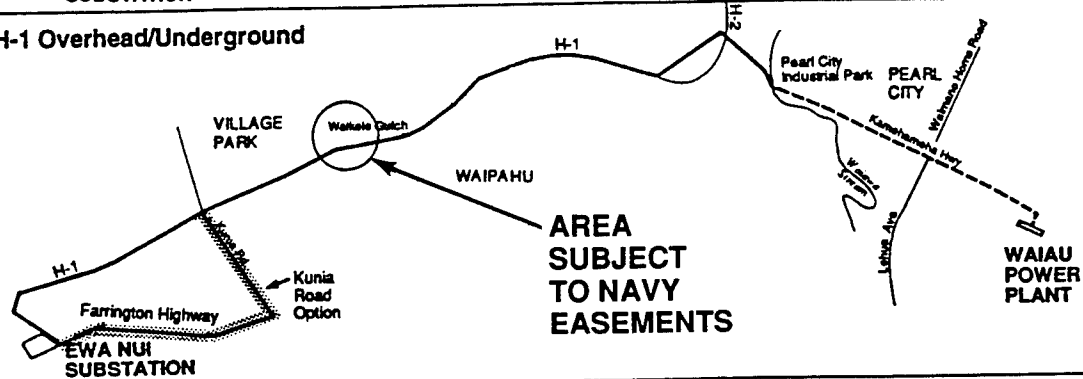 SUBSTATION
H-1 Overhead/Underground
H-1
H-2
Pearl City
Industrial Park
PEARL
CITY
Waimano Home Road
VILLAGE
PARK
Waikele Gulch
Kamehameha Hwy
WAIPAHU
Stream
AREA
SUBJECT
TO NAVY
EASEMENTS
Lehua Ave
WAIAU
POWER
PLANT
Kunia Rd.
H-1
Kunia
Road
Option
Farrington Highway
EWA NUI
SUBSTATION